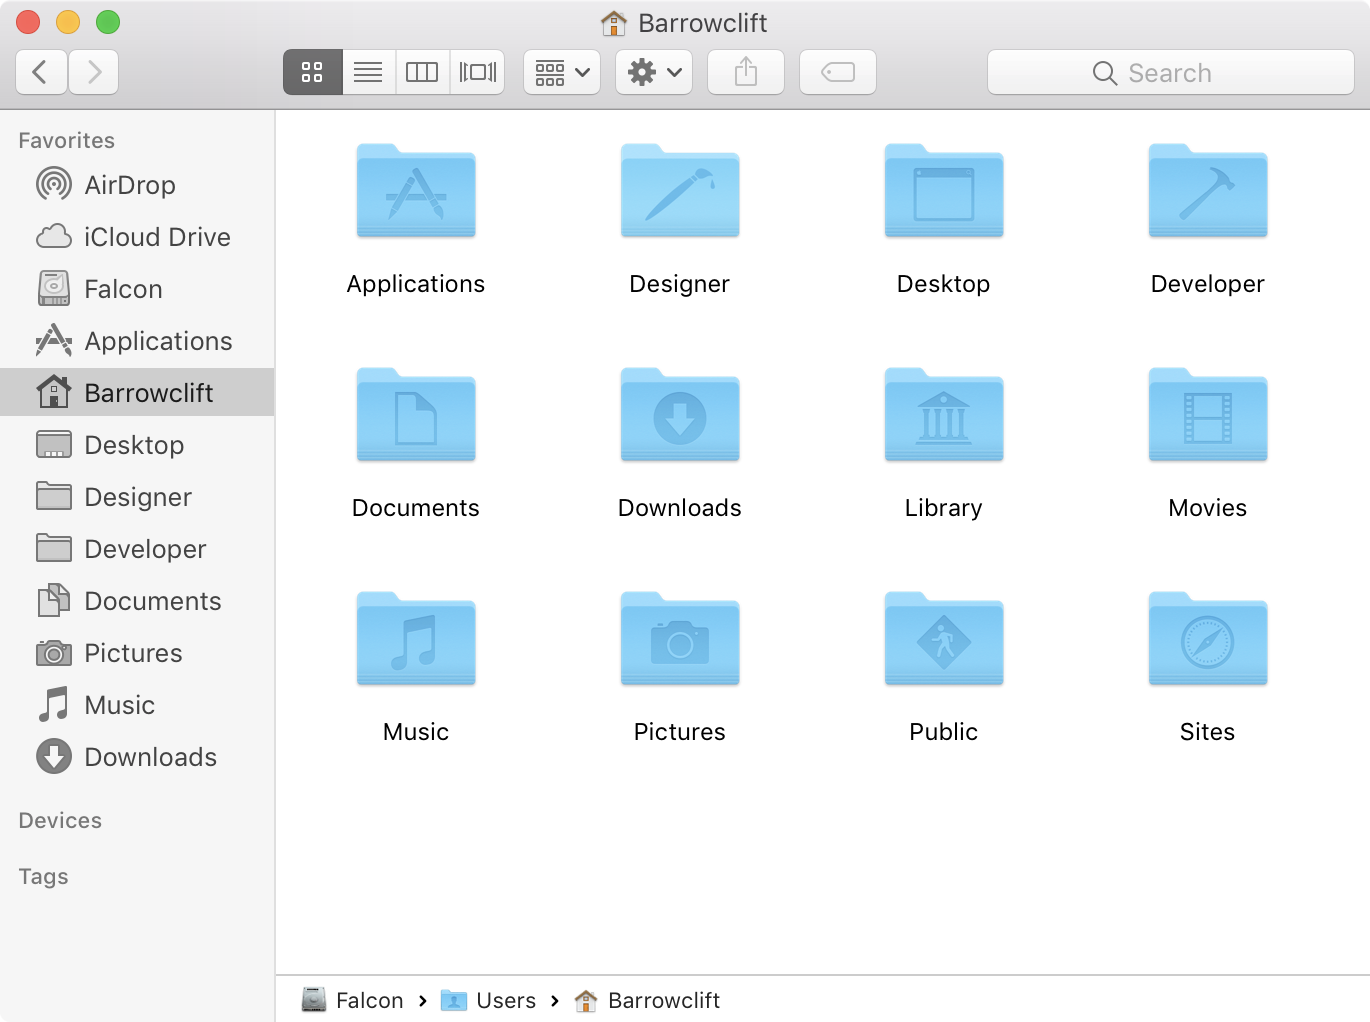 Barrowclift
Search
Favorites
AirDrop
iCloud Drive
Falcon
Applications
Barrowclift
Desktop
Designer
Developer
Documents
Pictures
Music
Downloads
Devices
Tags
Applications Designer Desktop Developer
Documents Downloads Library Movies
Music Pictures Public Sites
Falcon › Users › Barrowclift